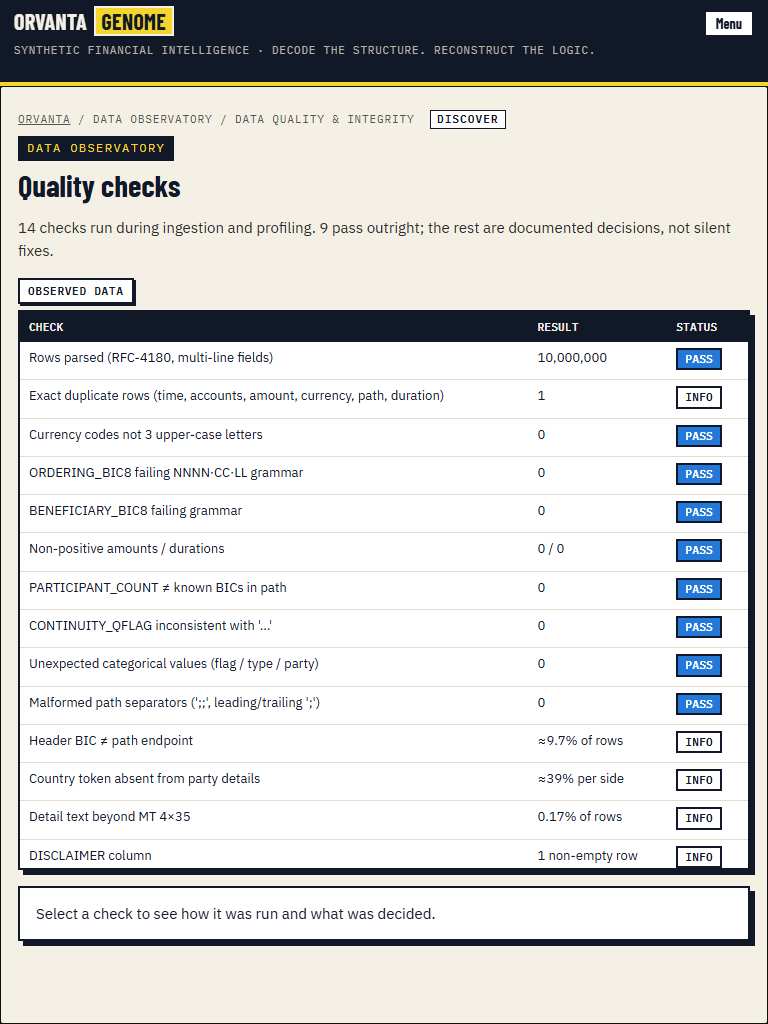 ORVANTA GENOME
Menu
SYNTHETIC FINANCIAL INTELLIGENCE · DECODE THE STRUCTURE. RECONSTRUCT THE LOGIC.
ORVANTA / DATA OBSERVATORY / DATA QUALITY & INTEGRITY DISCOVER
DATA OBSERVATORY
Quality checks
14 checks run during ingestion and profiling. 9 pass outright; the rest are documented decisions, not silent
fixes.
OBSERVED DATA
CHECK RESULT STATUS
Rows parsed (RFC-4180, multi-line fields) 10,000,000 PASS
Exact duplicate rows (time, accounts, amount, currency, path, duration) 1 INFO
Currency codes not 3 upper-case letters 0 PASS
ORDERING_BIC8 failing NNNN·CC·LL grammar 0 PASS
BENEFICIARY_BIC8 failing grammar 0 PASS
Non-positive amounts / durations 0 / 0 PASS
PARTICIPANT_COUNT ≠ known BICs in path 0 PASS
CONTINUITY_QFLAG inconsistent with '…' 0 PASS
Unexpected categorical values (flag / type / party) 0 PASS
Malformed path separators (';;', leading/trailing ';') 0 PASS
Header BIC ≠ path endpoint ≈9.7% of rows INFO
Country token absent from party details ≈39% per side INFO
Detail text beyond MT 4×35 0.17% of rows INFO
DISCLAIMER column 1 non-empty row INFO
Select a check to see how it was run and what was decided.